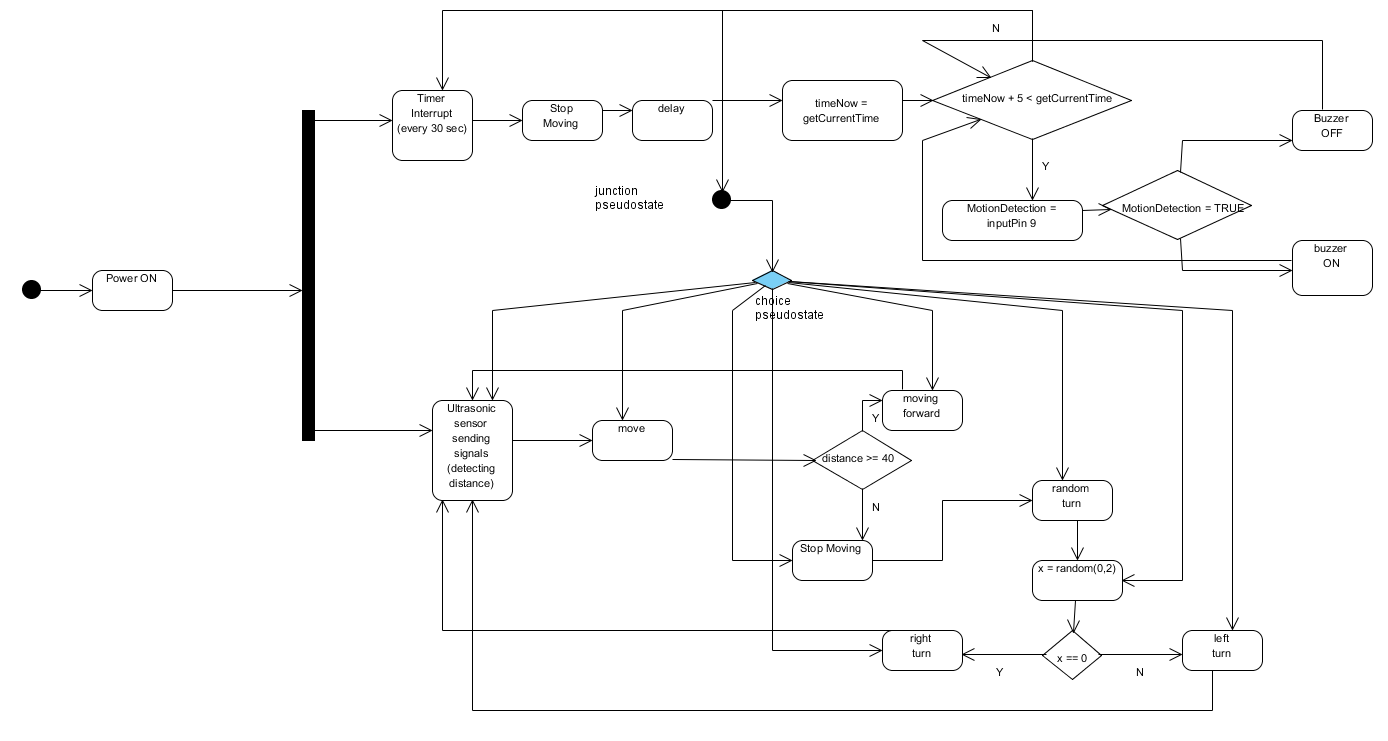 N
Timer
Interrupt
(every 30 sec)
Stop
Moving
delay
timeNow =
getCurrentTime
timeNow + 5 < getCurrentTime
Buzzer
OFF
Y
junction
pseudostate
MotionDetection =
inputPin 9
MotionDetection = TRUE
buzzer
ON
Power ON
choice
pseudostate
Ultrasonic
sensor
sending
signals
(detecting
distance)
move
moving
forward
Y
distance >= 40
N
Stop Moving
random
turn
x = random(0,2)
right
turn
x == 0
left
turn
Y
N